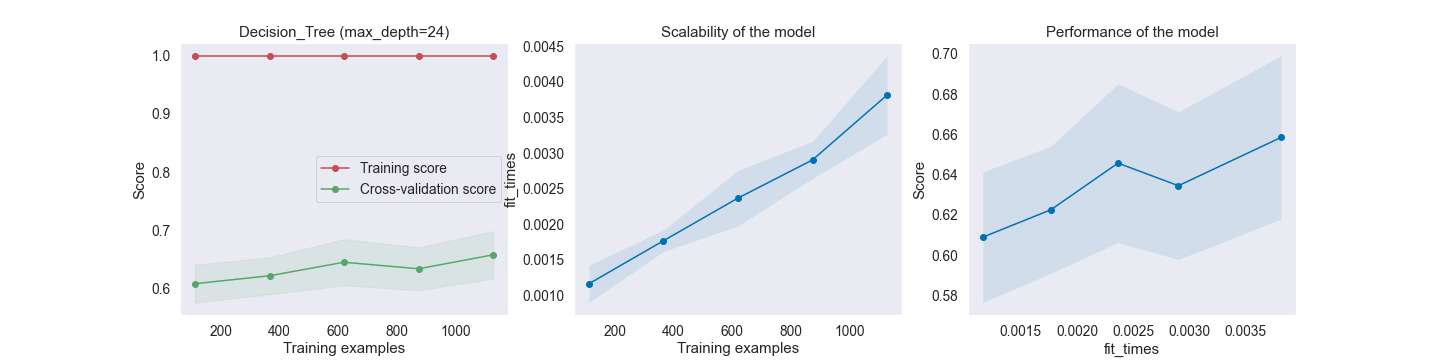 Decision_Tree (max_depth=24)
1.0
0.9
0.8
0.7
0.6
Score
Training score
Cross-validation score
200 400 600 800 1000
Training examples
Scalability of the model
0.0045
0.0040
0.0035
0.0030
0.0025
0.0020
0.0015
0.0010
fit_times
200 400 600 800 1000
Training examples
Performance of the model
0.70
0.68
0.66
0.64
0.62
0.60
0.58
Score
0.0015 0.0020 0.0025 0.0030 0.0035
fit_times